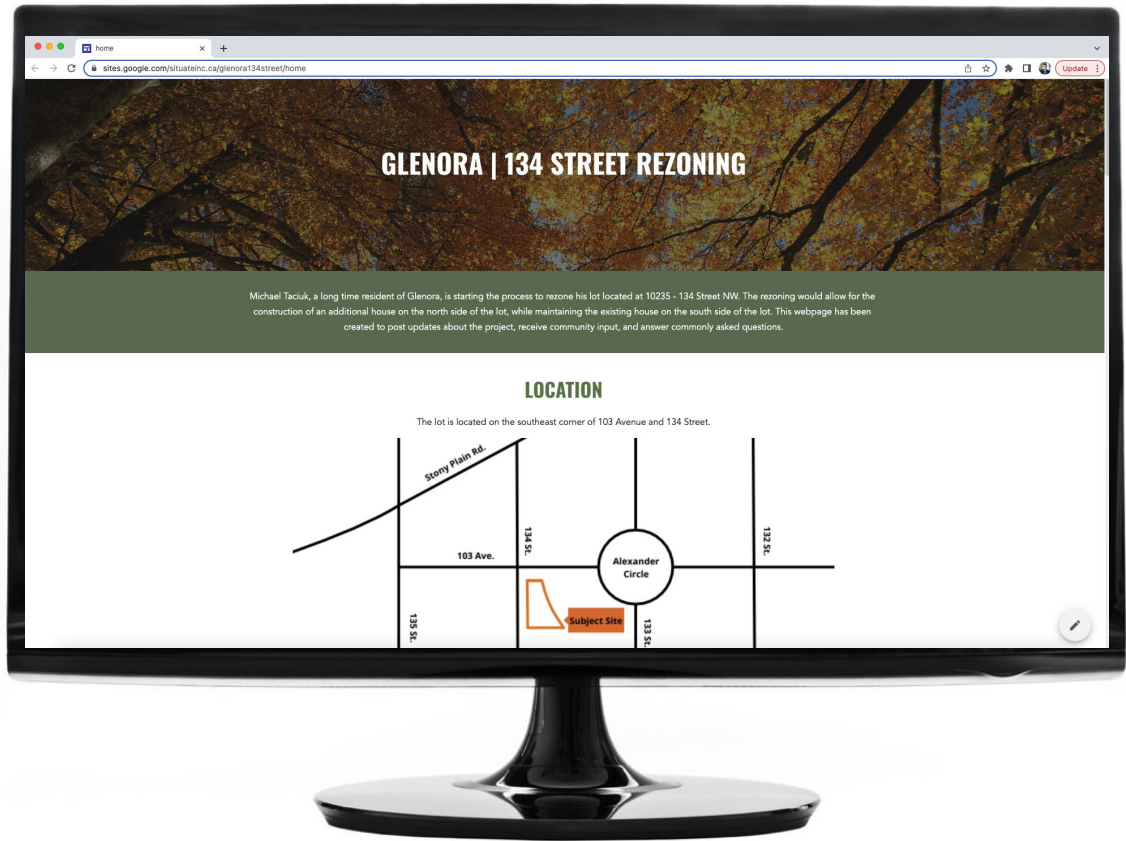 home
sites.google.com/situateinc.ca/glenora134street/home
Update
GLENORA | 134 STREET REZONING
Michael Taciuk, a long time resident of Glenora, is starting the process to rezone his lot located at 10235 - 134 Street NW. The rezoning would allow for the
construction of an additional house on the north side of the lot, while maintaining the existing house on the south side of the lot. This webpage has been
created to post updates about the project, receive community input, and answer commonly asked questions.
LOCATION
The lot is located on the southeast corner of 103 Avenue and 134 Street.
Stony Plain Rd.
134 St.
132 St.
103 Ave.
Alexander
Circle
Subject Site
135 St.
133 St.